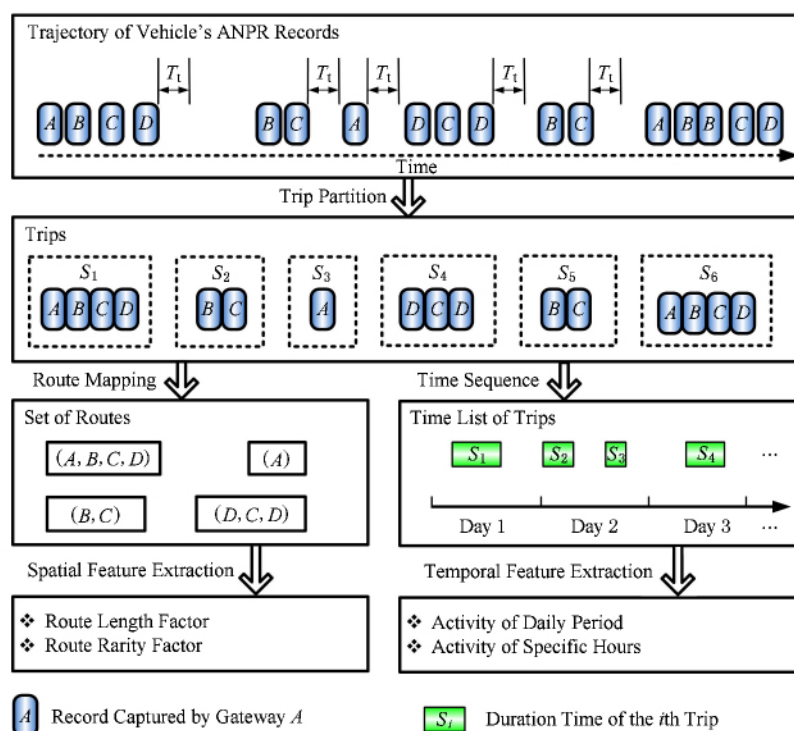 Trajectory of Vehicle's ANPR Records
Tt Tt Tt Tt Tt
A B C D B C A D C D B C A B B C D
Time
Trip Partition
Trips
S1 S2 S3 S4 S5 S6
A B C D B C A D C D B C A B C D
Route Mapping Time Sequence
Set of Routes
(A, B, C, D) (A)
(B, C) (D, C, D)
Time List of Trips
S1 S2 S3 S4 ...
Day 1 Day 2 Day 3 ...
Spatial Feature Extraction Temporal Feature Extraction
❖ Route Length Factor
❖ Route Rarity Factor
❖ Activity of Daily Period
❖ Activity of Specific Hours
A Record Captured by Gateway A
Si Duration Time of the ith Trip